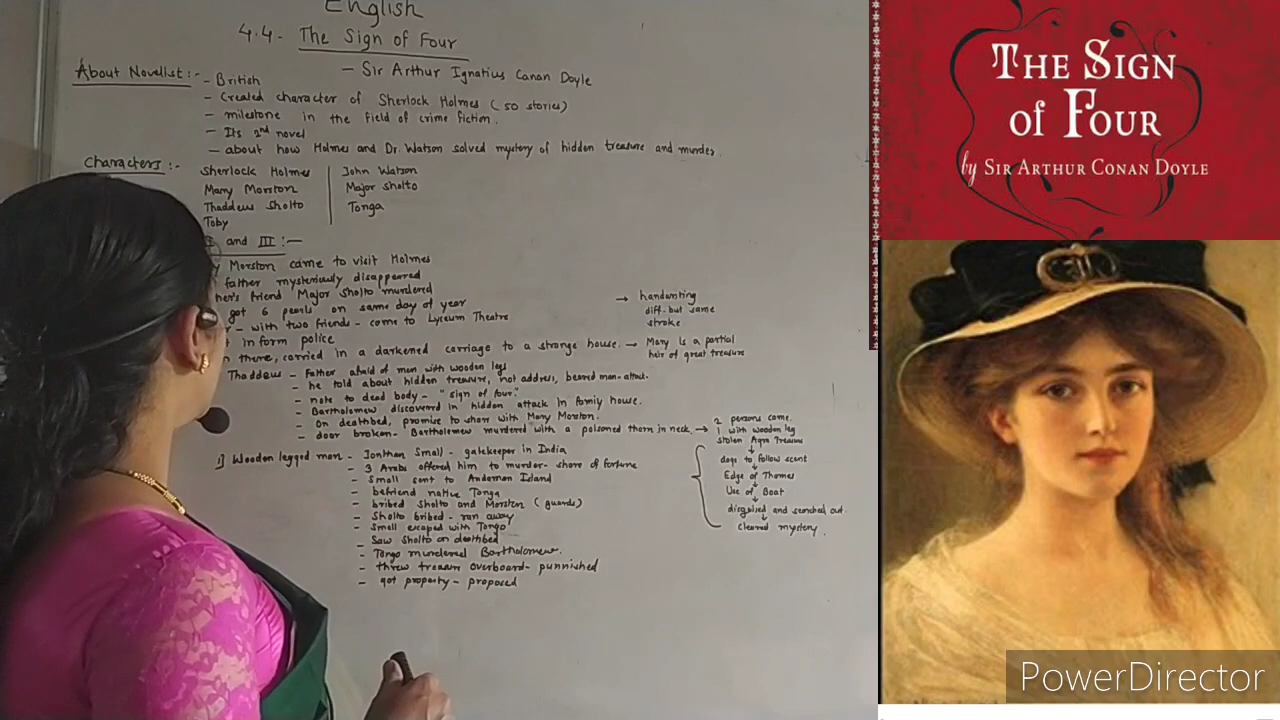 English
4.4- The Sign of Four
- Sir Arthur Ignatius Canan Doyle
About Novelist :-
- British
- Created character of Sherlock Holmes ( 50 stories)
- milestone in the field of crime fiction.
- Its 2nd novel
- about how Holmes and Dr. Watson solved mystery of hidden treasure and murder.
Characters :-
Sherlock Holmes | John Watson
Mary Morston | Major Sholto
Thaddeus Sholto | Tonga
Toby
I and III :-
Morston came to visit Holmes
father mysteriously disappeared
friend Major Sholto murdered
got 6 pearls on same day of year
- with two friends - come to Lyceum Theatre
→ handwriting
diff. but same
stroke
in form police
there, carried in a darkened carriage to a strange house. → Mary is a partial
heir of great treasure
Thaddeus - Father afraid of men with wooden legs
- he told about hidden treasure, not address, beared man - attack.
- note to dead body - "sign of four."
- Bartholomew discovered in hidden attack in family house.
- On deathbed, promise to share with Mary Morston.
- door broken - Bartholemew murdered with a poisoned thorn in neck. →
2 persons came.
1 with wooden leg
stolen Agra Treasure
↓
dogs to follow scent
↓
Edge of Thames
↓
Use of Boat
↓
disguised and searched out.
↓
cleared mystery.
1] Wooden legged man - Jonthan Small - gatekeeper in India
- 3 Arabs offered him to murder - share of fortune
- Small sent to Andaman Island
- befriend native Tonga
- bribed Sholto and Morston ( guards)
- Sholto bribed - ran away
- Small escaped with Tonga
- Saw Sholto on deathbed
- Tonga murdered Bartholomew.
- threw treasure overboard - punnished
- got property - proposed
THE SIGN
of FOUR
by SIR ARTHUR CONAN DOYLE
PowerDirector